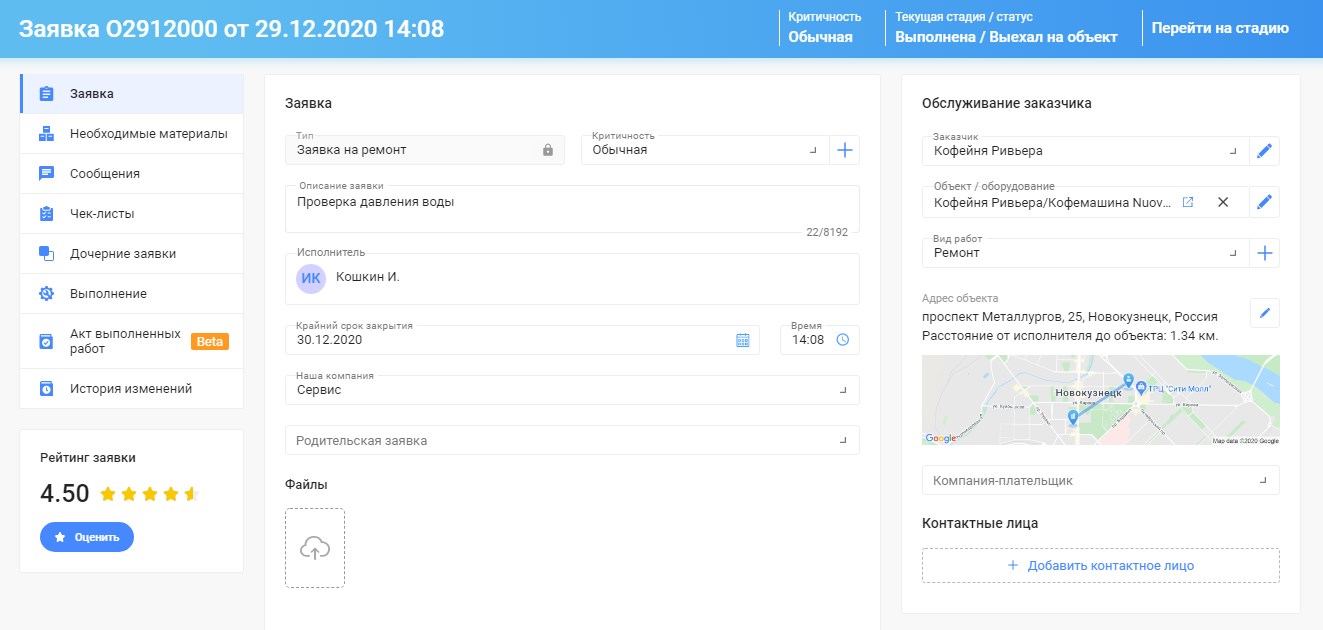 Заявка О2912000 от 29.12.2020 14:08
Критичность
Обычная
Текущая стадия / статус
Выполнена / Выехал на объект
Перейти на стадию
Заявка
Необходимые материалы
Сообщения
Чек-листы
Дочерние заявки
Выполнение
Акт выполненных
работ
Beta
История изменений
Рейтинг заявки
4.50
Оценить
Заявка
Тип
Заявка на ремонт
Критичность
Обычная
Описание заявки
Проверка давления воды
22/8192
Исполнитель
ИК
Кошкин И.
Крайний срок закрытия
30.12.2020
Время
14:08
Наша компания
Сервис
Родительская заявка
Файлы
Обслуживание заказчика
Заказчик
Кофейня Ривьера
Объект / оборудование
Кофейня Ривьера/Кофемашина Nuov...
Вид работ
Ремонт
Адрес объекта
проспект Металлургов, 25, Новокузнецк, Россия
Расстояние от исполнителя до объекта: 1.34 км.
Новокузнецк
ТРЦ "Сити-Молл"
Google
Map data ©2020 Google
Компания-плательщик
Контактные лица
Добавить контактное лицо